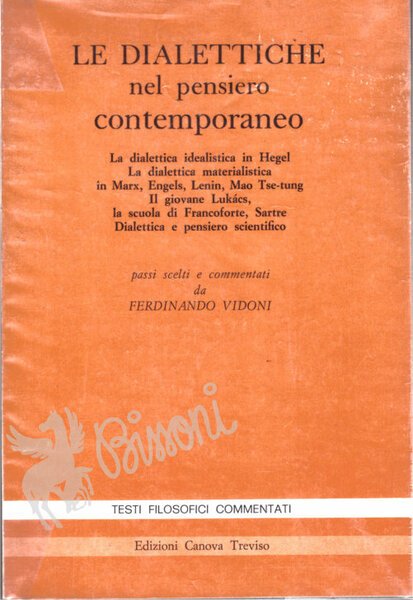 LE DIALETTICHE
nel pensiero
contemporaneo
La dialettica idealistica in Hegel
La dialettica materialistica
in Marx, Engels, Lenin, Mao Tse-tung
Il giovane Lukács,
la scuola di Francoforte, Sartre
Dialettica e pensiero scientifico
passi scelti e commentati
da
FERDINANDO VIDONI
Bissoni
TESTI FILOSOFICI COMMENTATI
Edizioni Canova Treviso